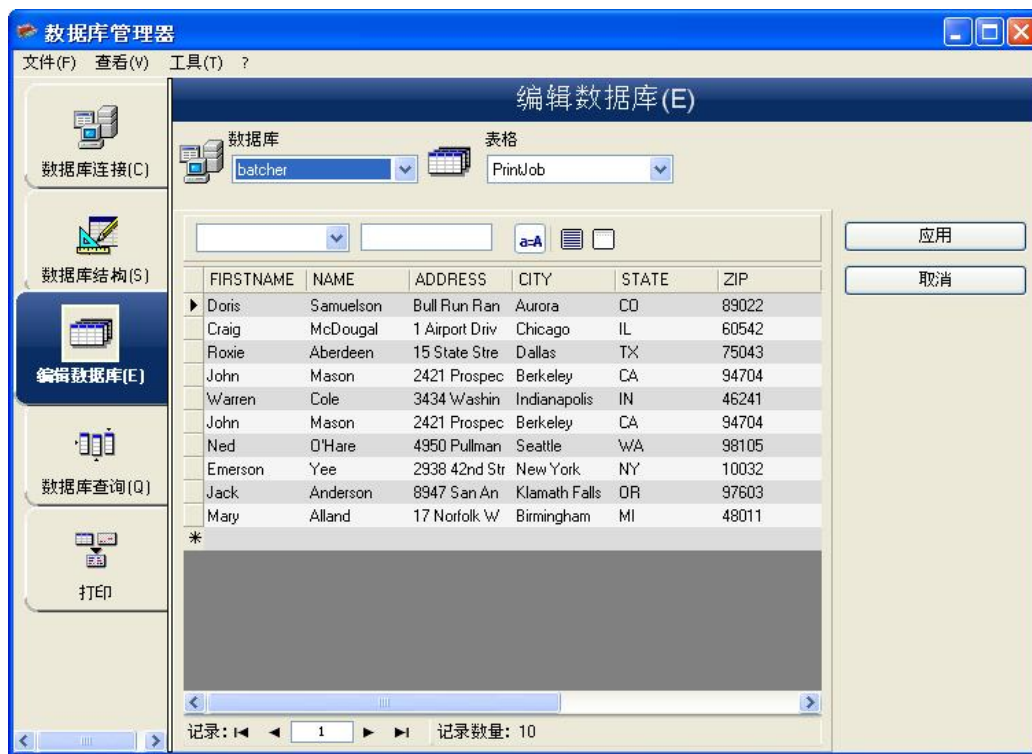 数据库管理器
文件(F) 查看(V) 工具(T) ?
数据库连接(C)
数据库结构(S)
编辑数据库(E)
数据库查询(Q)
打印
编辑数据库(E)
数据库 表格
batcher PrintJob
a=A
应用
取消
FIRSTNAME NAME ADDRESS CITY STATE ZIP
Doris Samuelson Bull Run Ran Aurora CO 89022
Craig McDougal 1 Airport Driv Chicago IL 60542
Roxie Aberdeen 15 State Stre Dallas TX 75043
John Mason 2421 Prospec Berkeley CA 94704
Warren Cole 3434 Washin Indianapolis IN 46241
John Mason 2421 Prospec Berkeley CA 94704
Ned O'Hare 4950 Pullman Seattle WA 98105
Emerson Yee 2938 42nd Str New York NY 10032
Jack Anderson 8947 San An Klamath Falls OR 97603
Mary Alland 17 Norfolk W Birmingham MI 48011
记录: 1 记录数量: 10